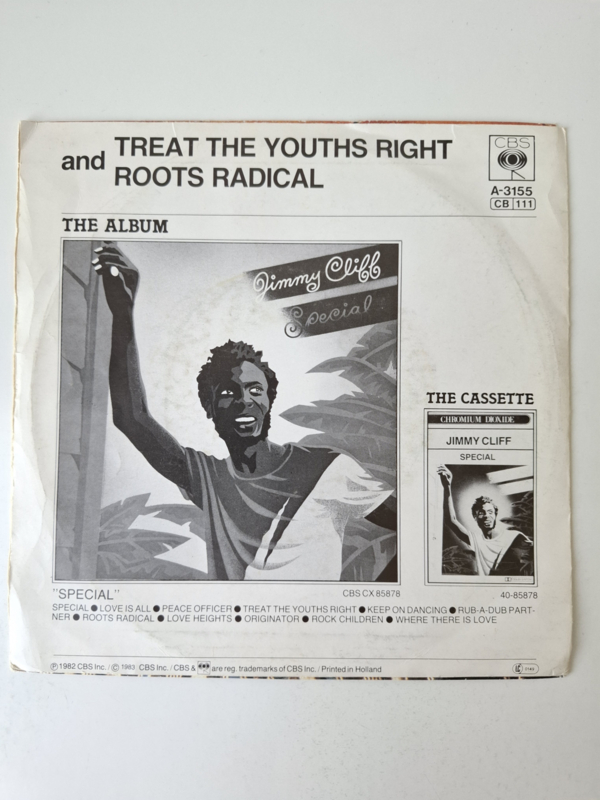 and TREAT THE YOUTHS RIGHT
ROOTS RADICAL
CBS
A-3155
CB 111
THE ALBUM
Jimmy Cliff
Special
THE CASSETTE
CHROMIUM DIOXIDE
JIMMY CLIFF
SPECIAL
"SPECIAL" CBS CX 85878 40-85878
SPECIAL ● LOVE IS ALL ● PEACE OFFICER ● TREAT THE YOUTHS RIGHT ● KEEP ON DANCING ● RUB-A-DUB PART-
NER ● ROOTS RADICAL ● LOVE HEIGHTS ● ORIGINATOR ● ROCK CHILDREN ● WHERE THERE IS LOVE
Ⓟ 1982 CBS Inc. / © 1983 CBS Inc. / CBS & are reg. trademarks of CBS Inc. / Printed in Holland